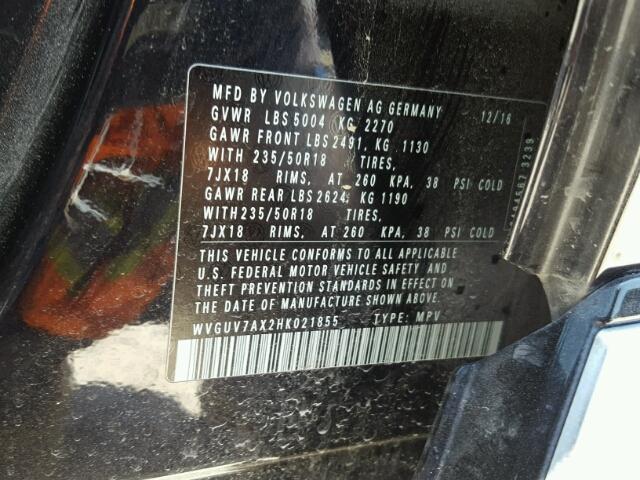 MFD BY VOLKSWAGEN AG GERMANY 12/16
GVWR LBS 5004 KG 2270
GAWR FRONT LBS 2491, KG 1130
WITH 235/50R18 TIRES,
7JX18 RIMS, AT 260 KPA, 38 PSI COLD
GAWR REAR LBS 2624, KG 1190
WITH 235/50R18 TIRES,
7JX18 RIMS, AT 260 KPA, 38 PSI COLD
THIS VEHICLE CONFORMS TO ALL APPLICABLE
U.S. FEDERAL MOTOR VEHICLE SAFETY AND
THEFT PREVENTION STANDARDS IN EFFECT ON
THE DATE OF MANUFACTURE SHOWN ABOVE.
WVGUV7AX2HK021855 TYPE: MPV
3239